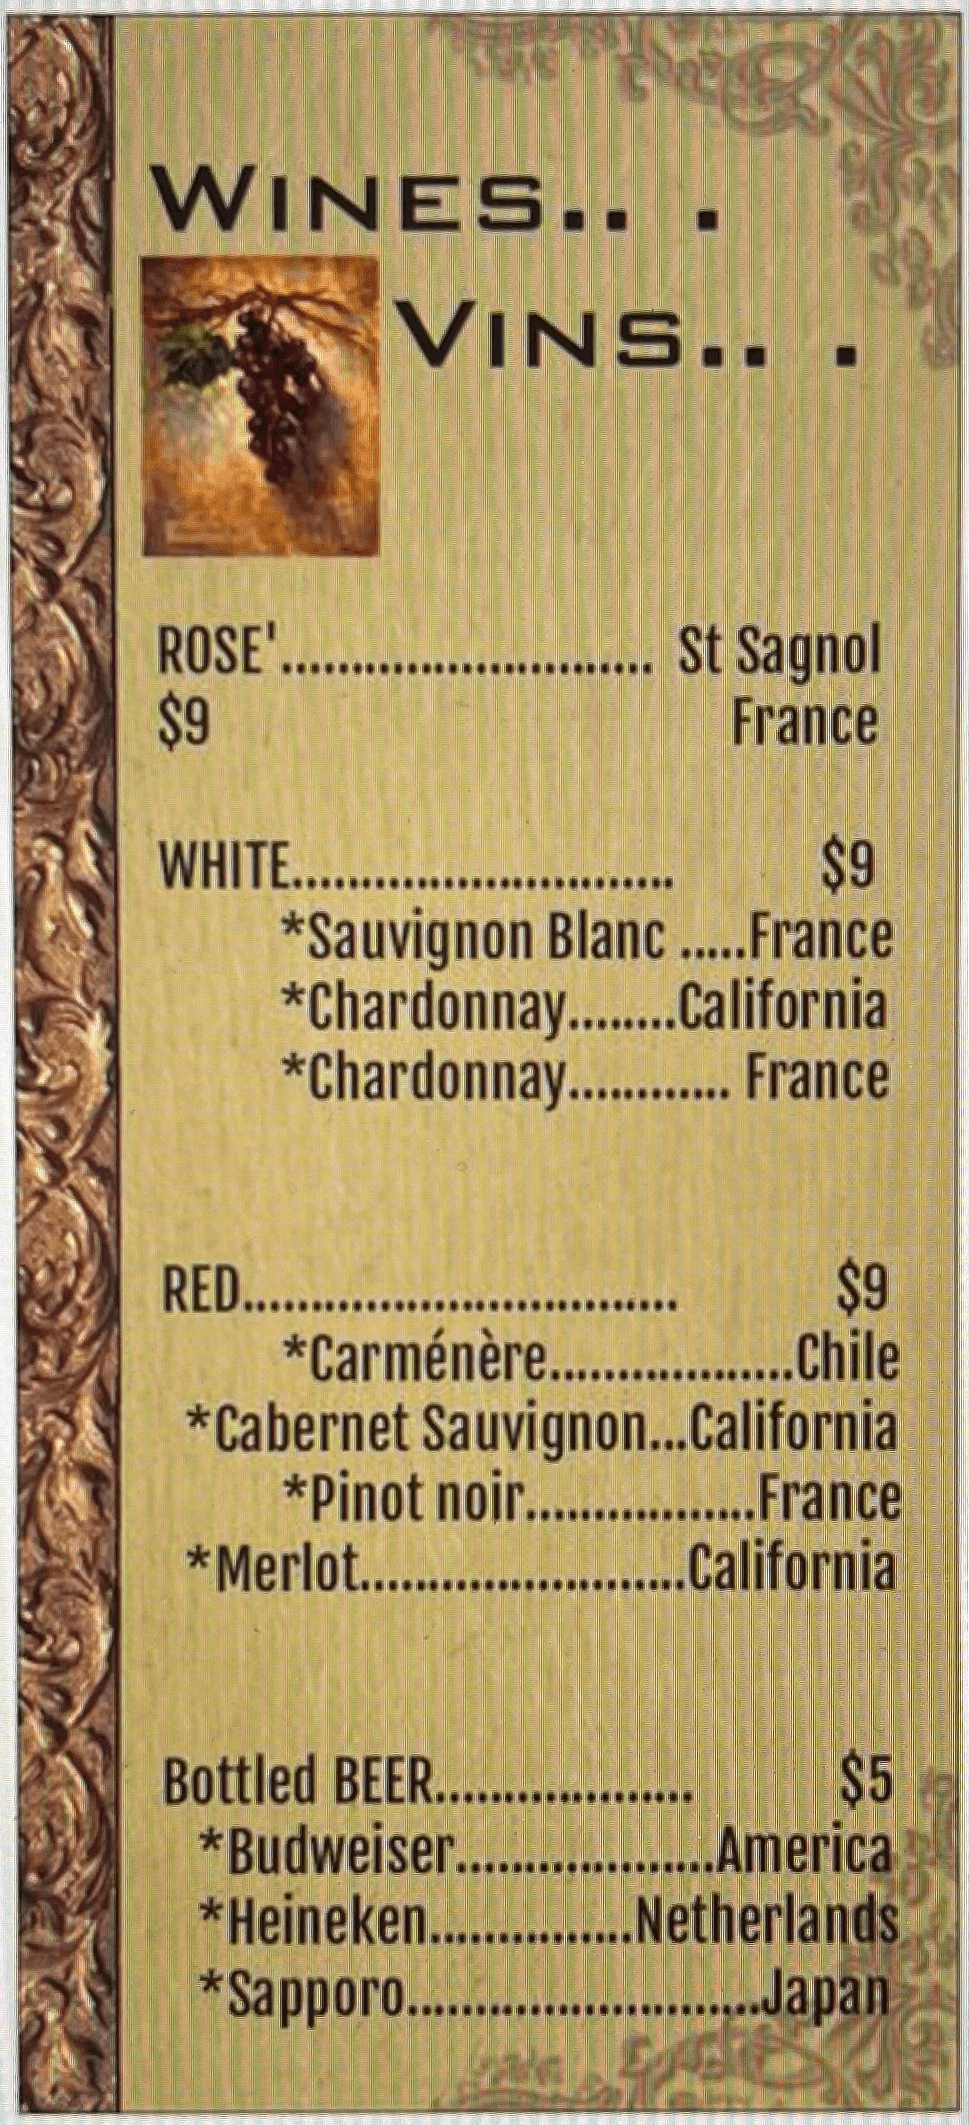 WINES.. .
VINS.. .
ROSE'........................... St Sagnol
$9 France
WHITE............................ $9
*Sauvignon Blanc .....France
*Chardonnay........California
*Chardonnay............ France
RED................................ $9
*Carménère..................Chile
*Cabernet Sauvignon...California
*Pinot noir.................France
*Merlot........................California
Bottled BEER................... $5
*Budweiser...................America
*Heineken...............Netherlands
*Sapporo..........................Japan